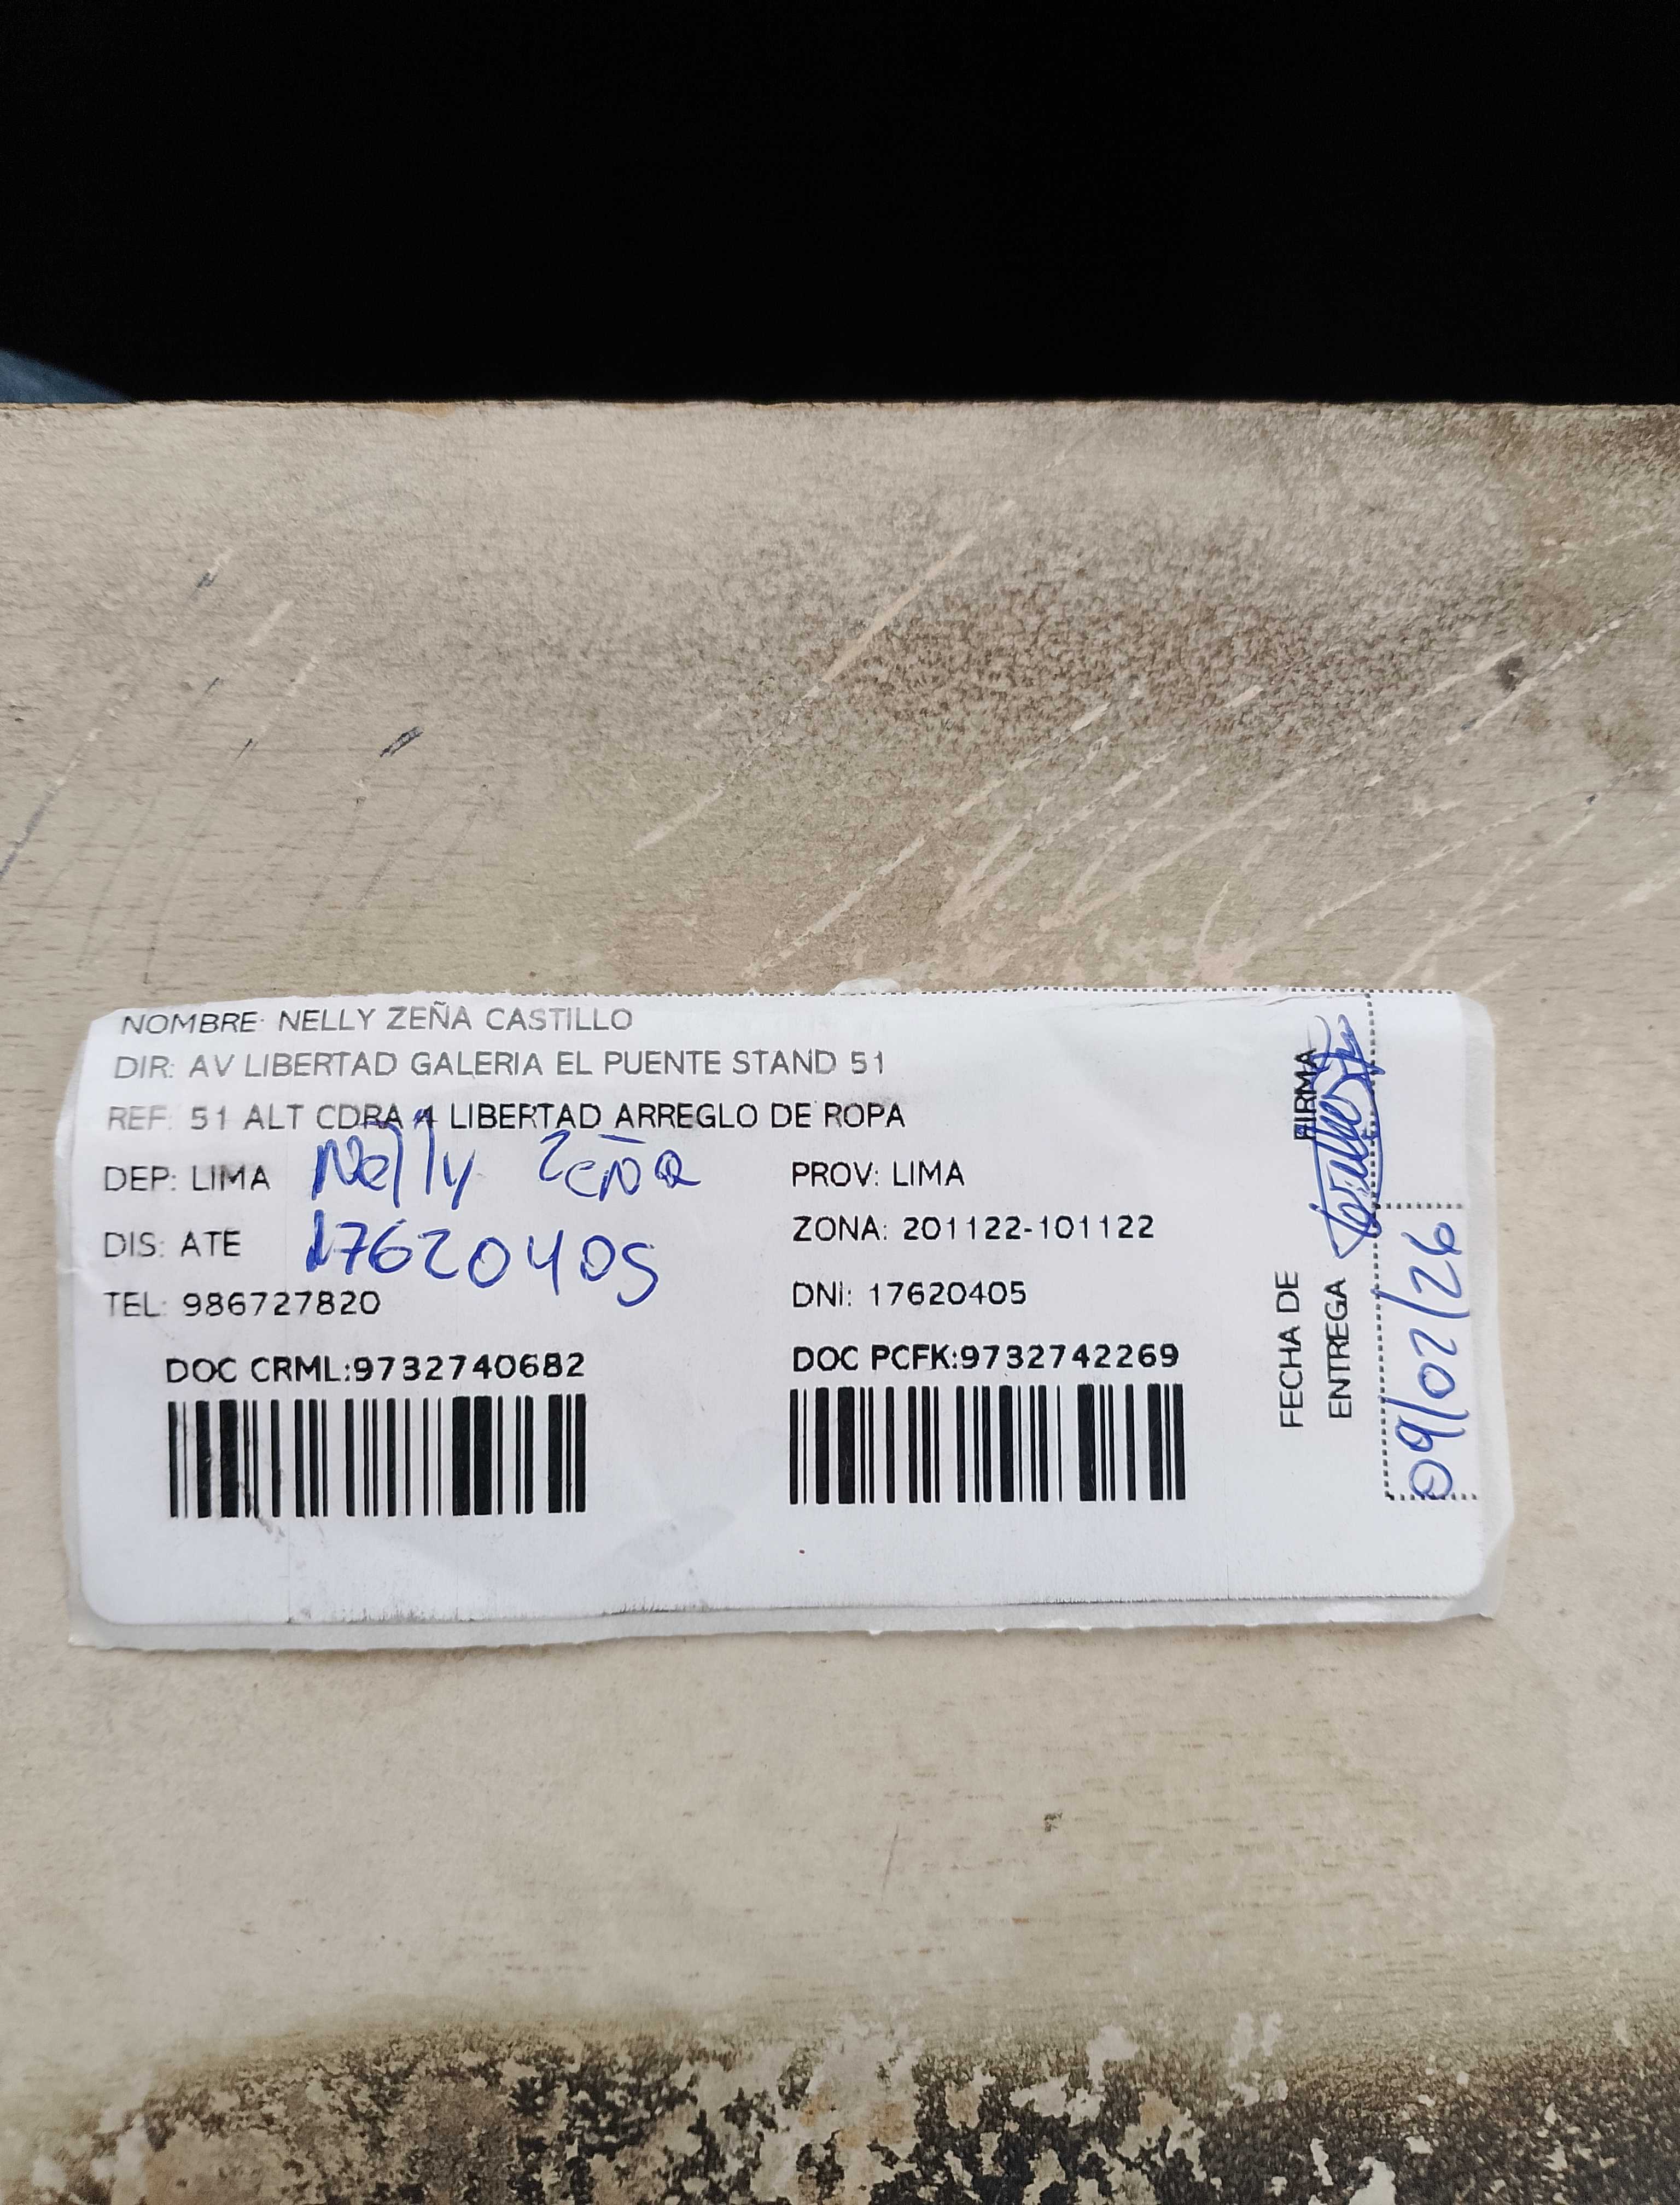 NOMBRE: NELLY ZEÑA CASTILLO
DIR: AV LIBERTAD GALERIA EL PUENTE STAND 51
REF: 51 ALT CDRA 4 LIBERTAD ARREGLO DE ROPA
Nelly Zeña
DEP: LIMA
PROV: LIMA
17620405
DIS: ATE
ZONA: 201122-101122
TEL: 986727820
DNI: 17620405
DOC CRML:9732740682
DOC PCFK:9732742269
FIRMA
FECHA DE
ENTREGA
09/02/26